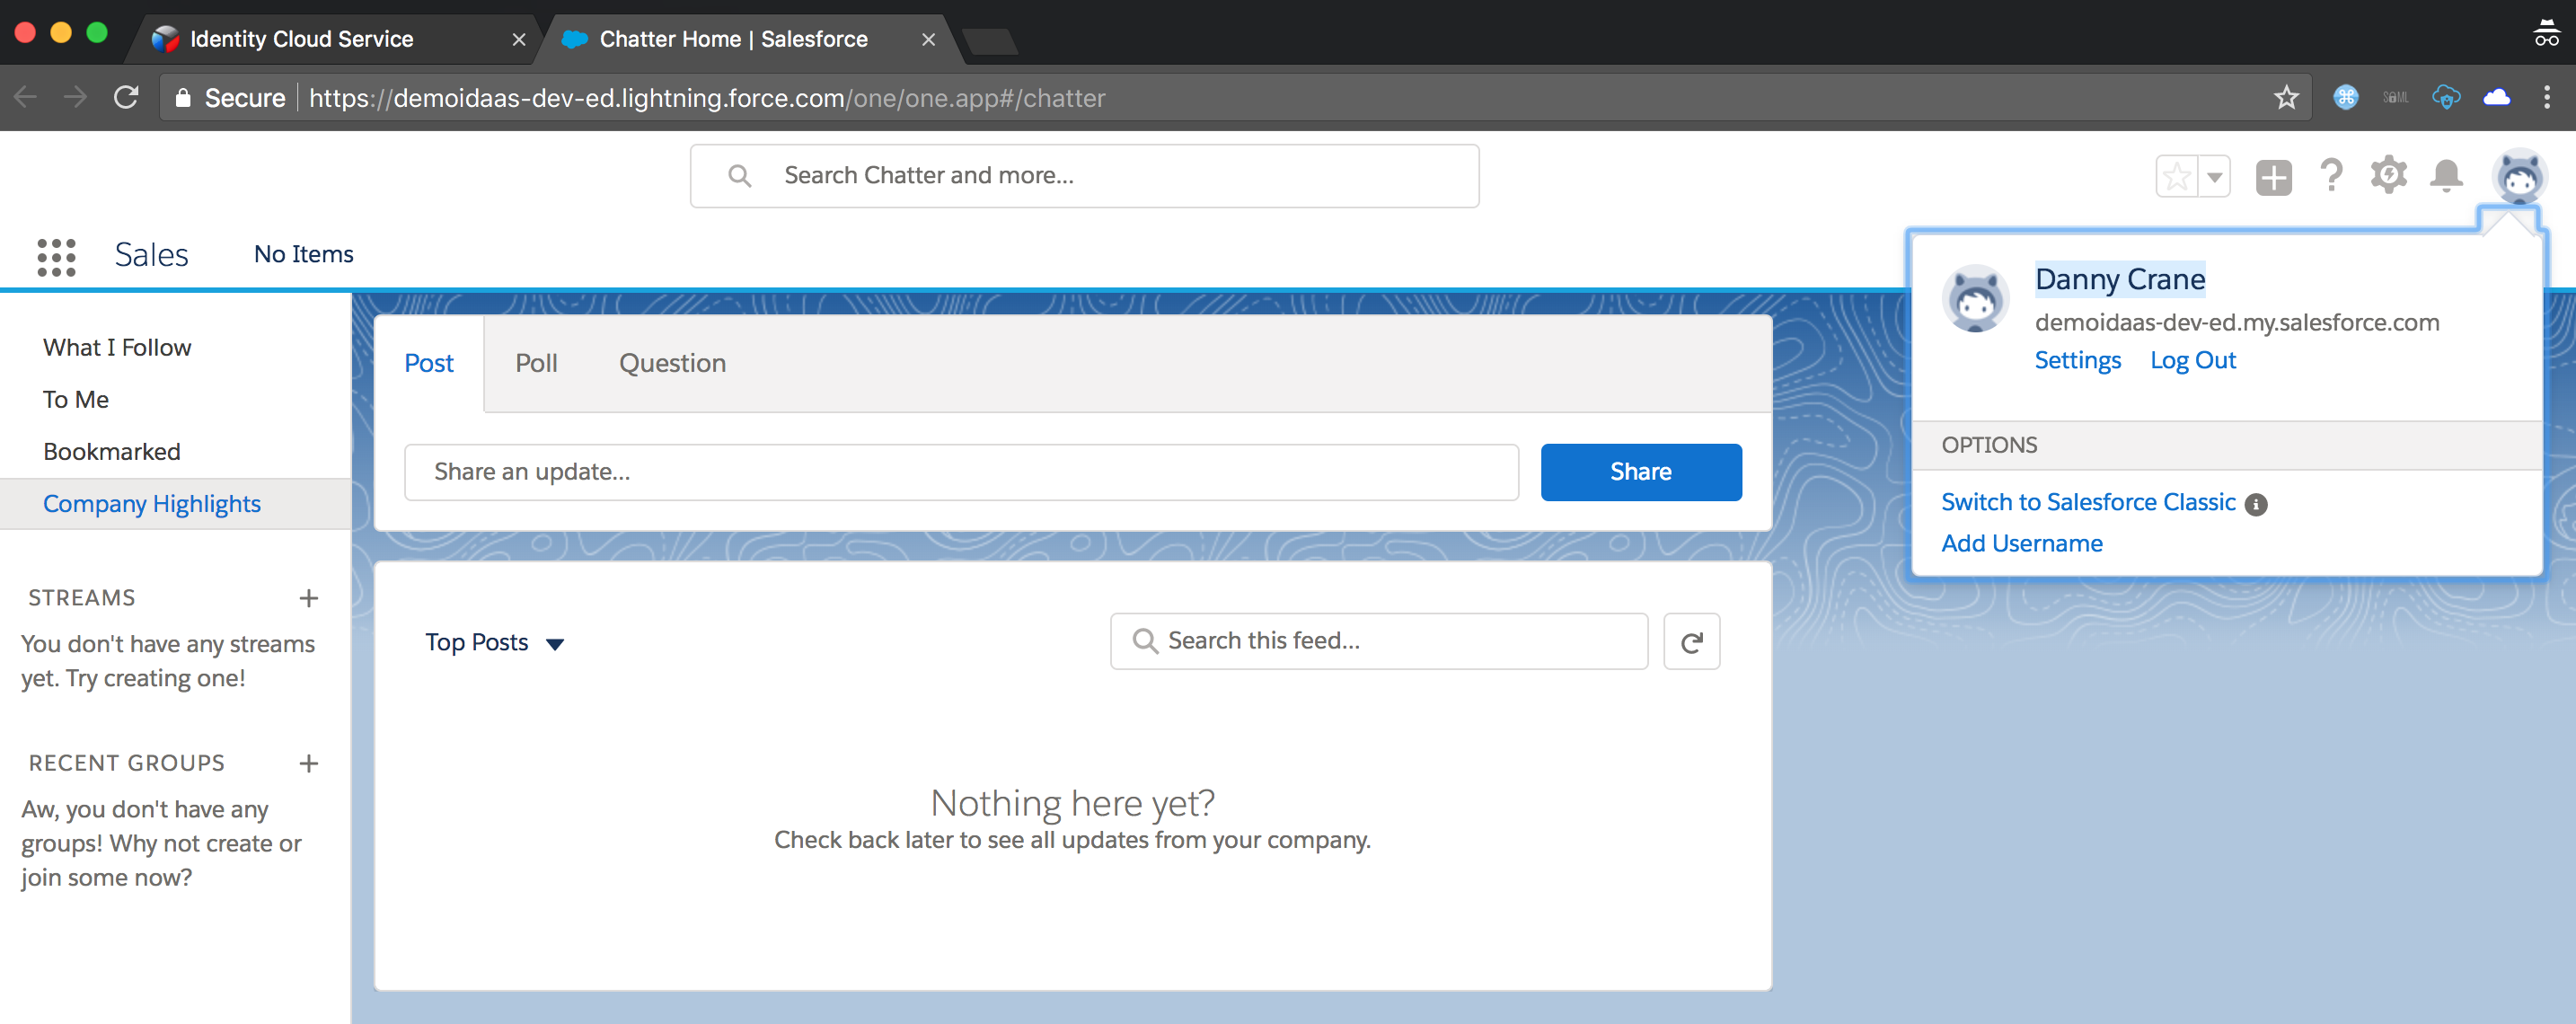 Identity Cloud Service
Chatter Home | Salesforce
Secure
https://demoidaas-dev-ed.lightning.force.com/one/one.app#/chatter
SAML
Search Chatter and more...
Sales
No Items
Danny Crane
demoidaas-dev-ed.my.salesforce.com
Settings
Log Out
OPTIONS
Switch to Salesforce Classic
Add Username
What I Follow
To Me
Bookmarked
Company Highlights
STREAMS
You don't have any streams
yet. Try creating one!
RECENT GROUPS
Aw, you don't have any
groups! Why not create or
join some now?
Post
Poll
Question
Share an update...
Share
Top Posts
Search this feed...
Nothing here yet?
Check back later to see all updates from your company.